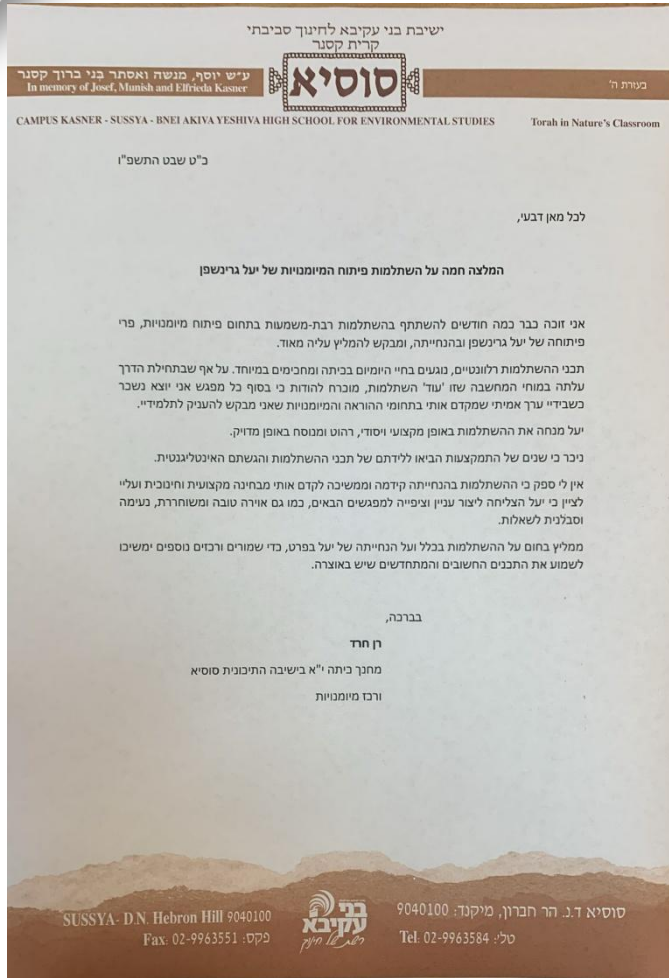 ישיבת בני עקיבא לחינוך סביבתי
קרית קסנר
סוסיא
ע״ש יוסף, מנשה ואסתר בְּני ברוך קסנר
In memory of Josef, Munish and Elfrieda Kasner
בעזרת ה'
CAMPUS KASNER - SUSSYA - BNEI AKIVA YESHIVA HIGH SCHOOL FOR ENVIRONMENTAL STUDIES
Torah in Nature's Classroom
כ"ט שבט התשפ"ו
לכל מאן דבעי,
המלצה חמה על השתלמות פיתוח המיומנויות של יעל גרינשפן
אני זוכה כבר כמה חודשים להשתתף בהשתלמות רבת-משמעות בתחום פיתוח מיומנויות, פרי
פיתוחה של יעל גרינשפן ובהנחייתה, ומבקש להמליץ עליה מאוד.
תכני ההשתלמות רלוונטיים, נוגעים בחיי היומיום בכיתה ומחכימים במיוחד. על אף שבתחילת הדרך
עלתה במוחי המחשבה שזו 'עוד' השתלמות, מוכרח להודות כי בסוף כל מפגש אני יוצא נשכר
כשבידיי ערך אמיתי שמקדם אותי בתחומי ההוראה והמיומנויות שאני מבקש להעניק לתלמידיי.
יעל מנחה את ההשתלמות באופן מקצועי ויסודי, רהוט ומנוסח באופן מדויק.
ניכר כי שנים של התמקצעות הביאו ללידתם של תכני ההשתלמות והגשתם האינטליגנטית.
אין לי ספק כי ההשתלמות בהנחייתה קידמה וממשיכה לקדם אותי מבחינה מקצועית וחינוכית ועליי
לציין כי יעל הצליחה ליצור עניין וציפייה למפגשים הבאים, כמו גם אוירה טובה ומשוחררת, נעימה
וסבלנית לשאלות.
ממליץ בחום על ההשתלמות בכלל ועל הנחייתה של יעל בפרט, כדי שמורים ורכזים נוספים ימשיכו
לשמוע את התכנים החשובים והמתחדשים שיש באוצרה.
בברכה,
רן חרד
מחנך כיתה י"א בישיבה התיכונית סוסיא
ורכז מיומנויות
סוסיא ד.נ. הר חברון, מיקוד: 9040100
טלי: Tel: 02-9963584
בני
עקיבא
SUSSYA- D.N. Hebron Hill 9040100
Fax: 02-9963551 :פקס